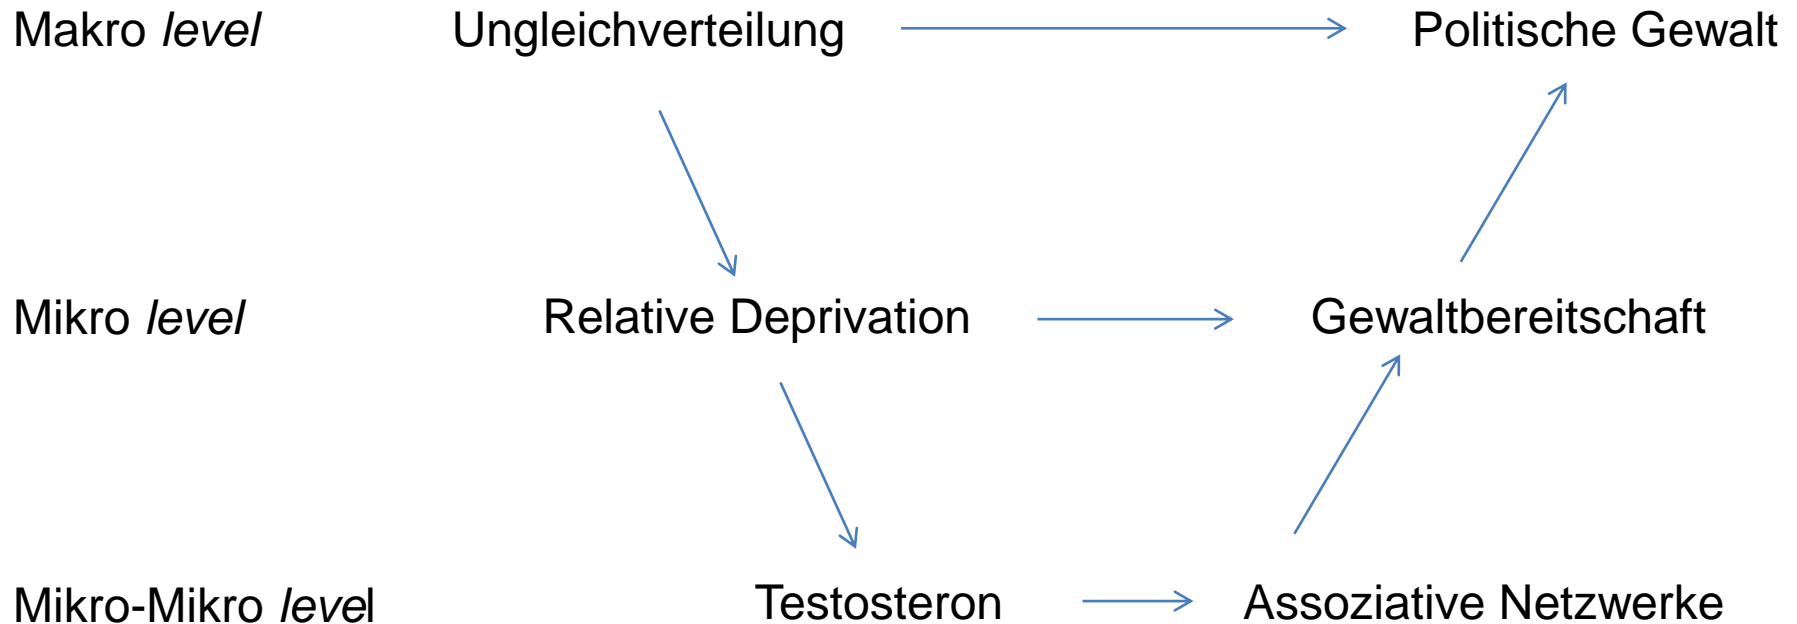 Makro level Ungleichverteilung Politische Gewalt
Mikro level Relative Deprivation Gewaltbereitschaft
Mikro-Mikro level Testosteron Assoziative Netzwerke